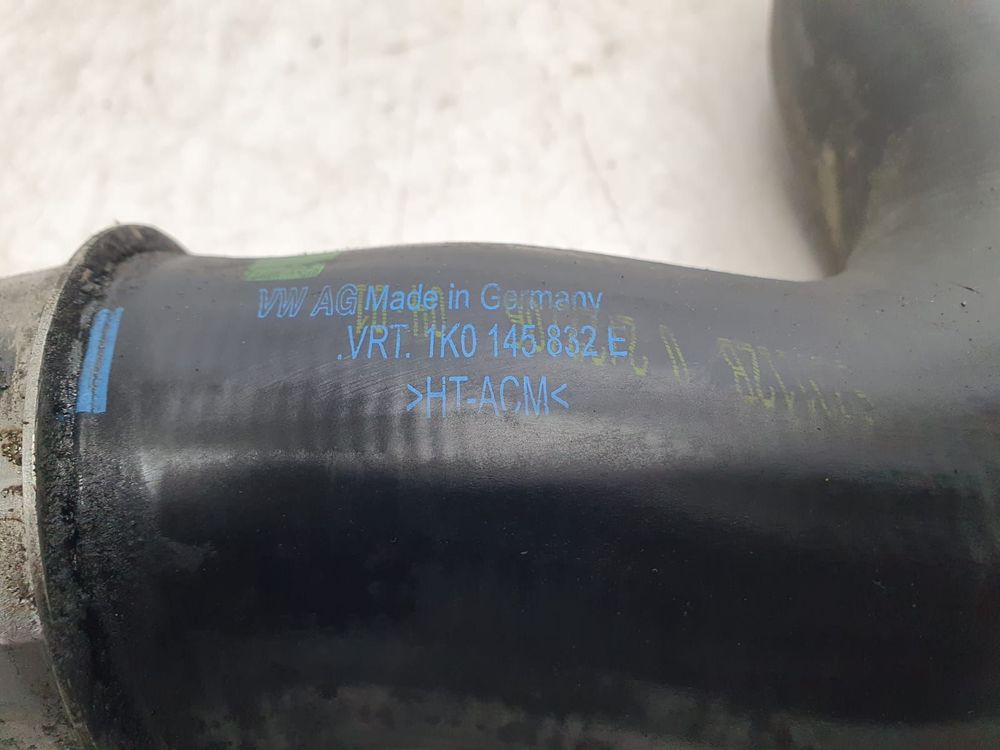 VW AG Made in Germany
.VRT. 1K0 145 832 E
>HT-ACM<